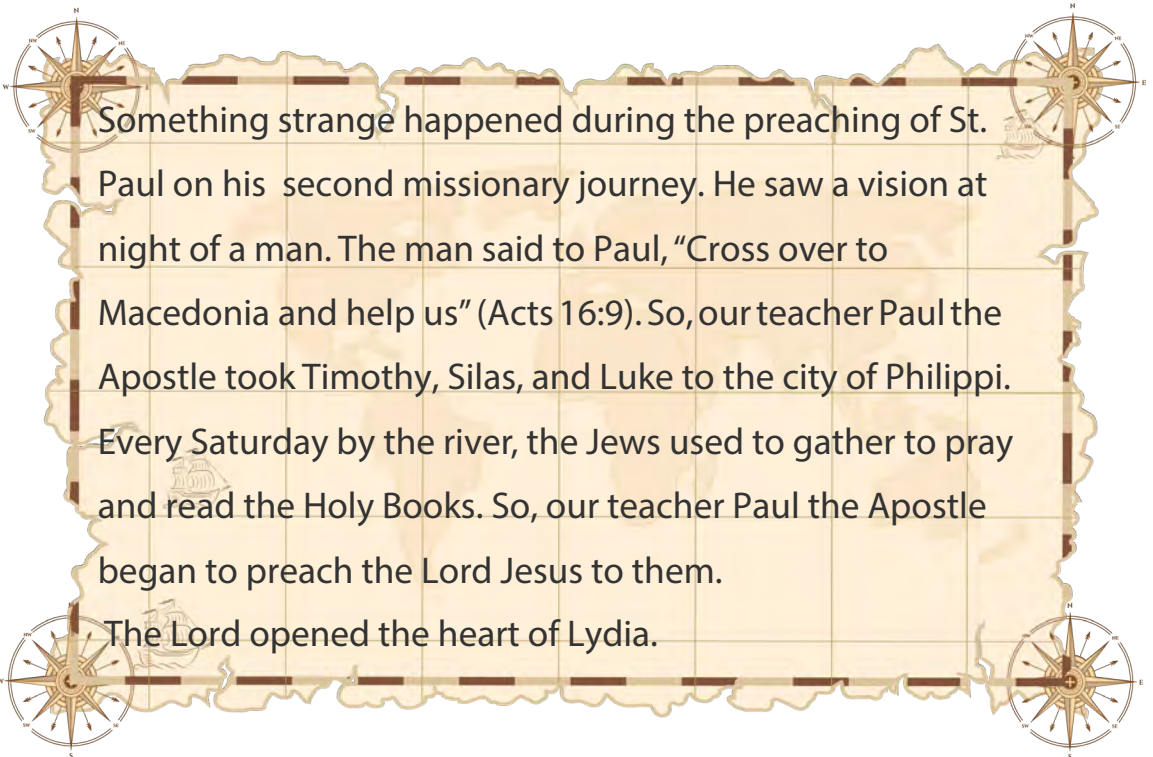 Something strange happened during the preaching of St.
Paul on his second missionary journey. He saw a vision at
night of a man. The man said to Paul, “Cross over to
Macedonia and help us” (Acts 16:9). So, our teacher Paul the
Apostle took Timothy, Silas, and Luke to the city of Philippi.
Every Saturday by the river, the Jews used to gather to pray
and read the Holy Books. So, our teacher Paul the Apostle
began to preach the Lord Jesus to them.
The Lord opened the heart of Lydia.